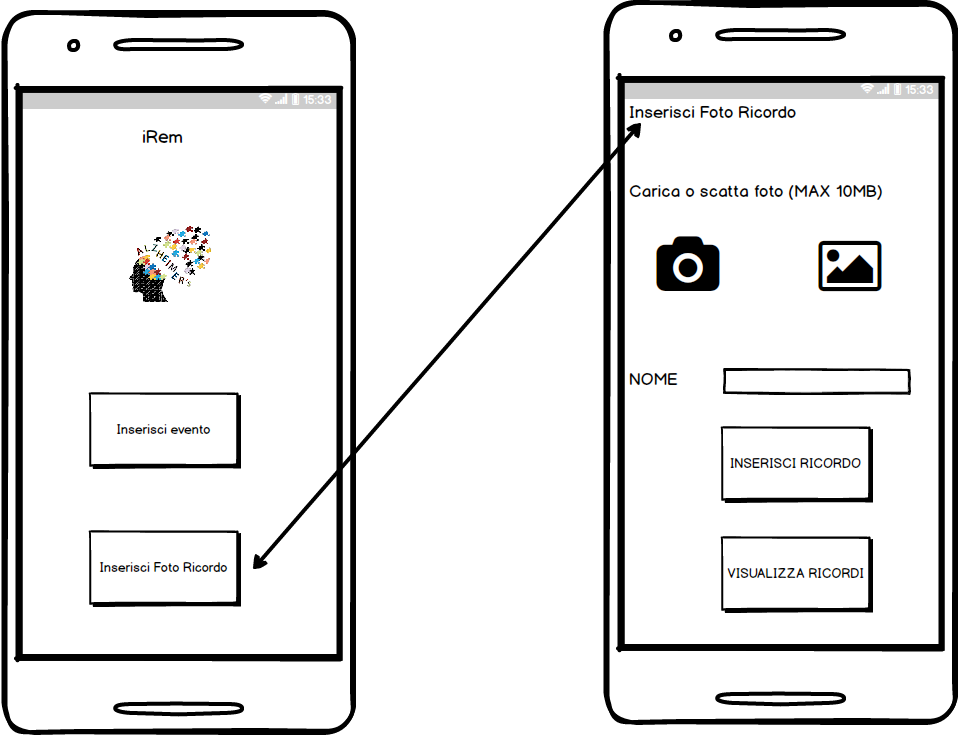 15:33
iRem
ALZHEIMER'S
Inserisci evento
Inserisci Foto Ricordo
15:33
Inserisci Foto Ricordo
Carica o scatta foto (MAX 10MB)
NOME
INSERISCI RICORDO
VISUALIZZA RICORDI